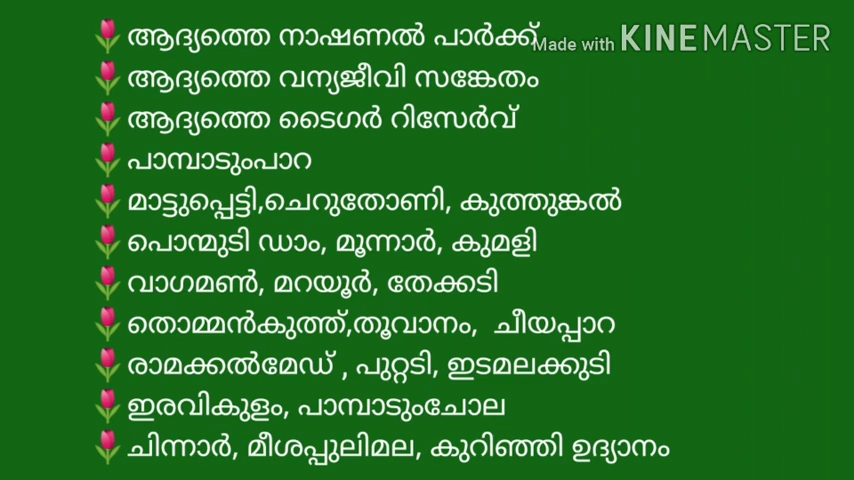 ആദ്യത്തെ നാഷണൽ പാർക്ക്
Made with KINEMASTER
ആദ്യത്തെ വന്യജീവി സങ്കേതം
ആദ്യത്തെ ടൈഗർ റിസേർവ്
പാമ്പാടുംപാറ
മാട്ടുപ്പെട്ടി,ചെറുതോണി, കുത്തുങ്കൽ
പൊന്മുടി ഡാം, മൂന്നാർ, കുമളി
വാഗമൺ, മറയൂർ, തേക്കടി
തൊമ്മൻകുത്ത്,തൂവാനം, ചീയപ്പാറ
രാമക്കൽമേഡ് , പുറ്റടി, ഇടമലക്കുടി
ഇരവികുളം, പാമ്പാടുംചോല
ചിന്നാർ, മീശപ്പുലിമല, കുറിഞ്ഞി ഉദ്യാനം